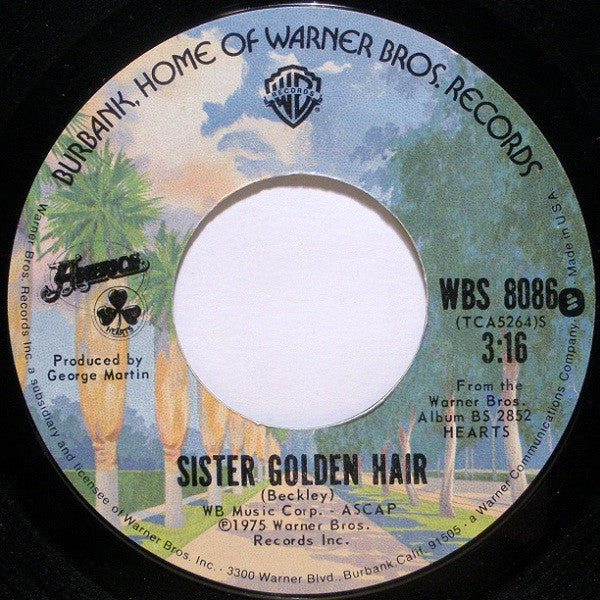 BURBANK, HOME OF WARNER BROS. RECORDS
WB
RECORDS
®
HEARTS
Produced by
George Martin
WBS 8086
(TCA5264)S
3:16
From the
Warner Bros.
Album BS 2852
HEARTS
SISTER GOLDEN HAIR
(Beckley)
WB Music Corp. - ASCAP
©1975 Warner Bros.
Records Inc.
Warner Bros. Records Inc. a subsidiary and licensee of Warner Bros. Inc. - 3300 Warner Blvd., Burbank, Calif. 91505 - a Warner Communications Company. Made in U.S.A.